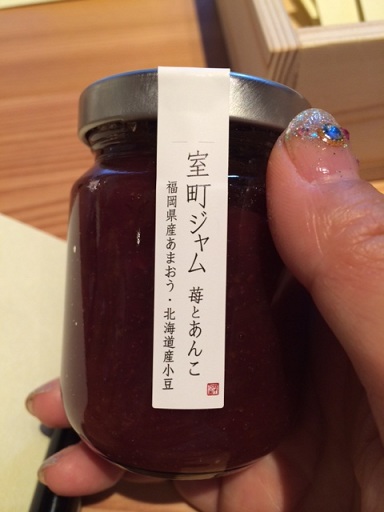 室町ジャム 苺とあんこ
福岡県産あまおう・北海道産小豆